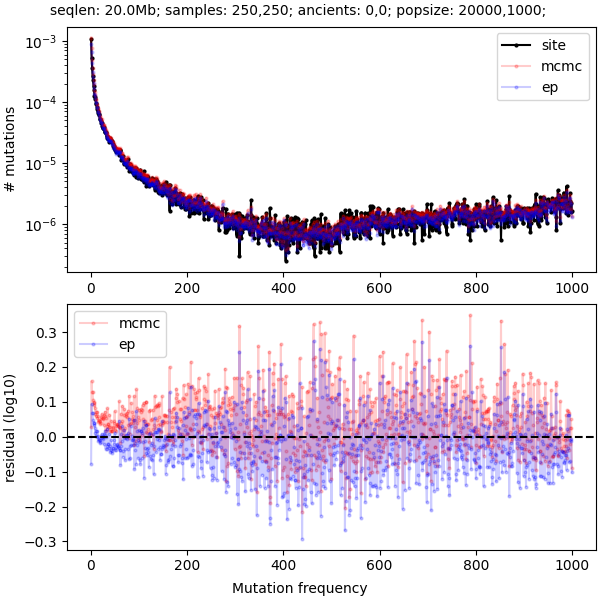 seqlen: 20.0Mb; samples: 250,250; ancients: 0,0; popsize: 20000,1000;
# mutations
10⁻³
10⁻⁴
10⁻⁵
10⁻⁶
site
mcmc
ep
0 200 400 600 800 1000
residual (log10)
0.3
0.2
0.1
0.0
−0.1
−0.2
−0.3
mcmc
ep
0 200 400 600 800 1000
Mutation frequency